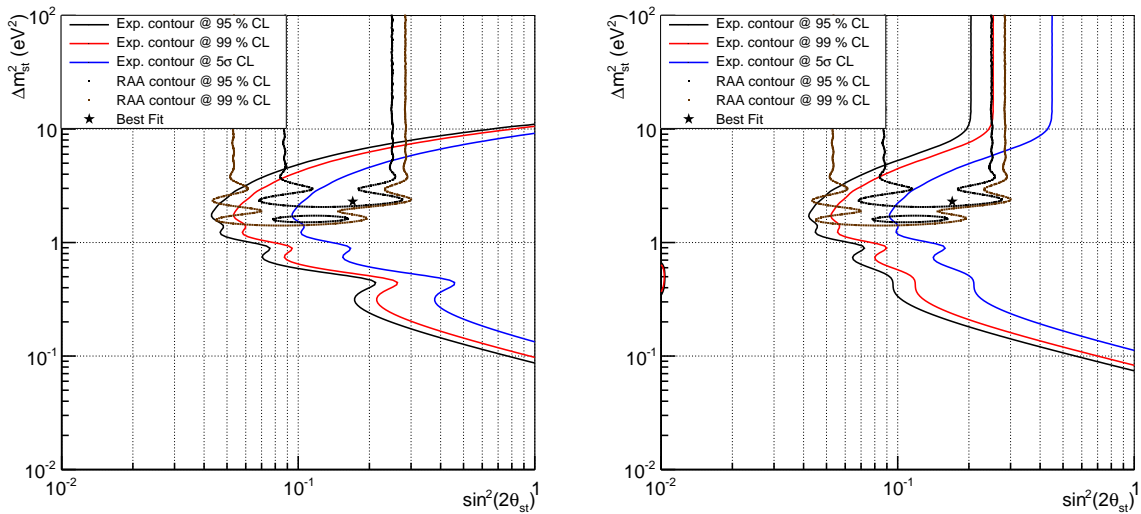 Δm²st (eV²)
10²
10
1
10⁻¹
10⁻²
Exp. contour @ 95 % CL
Exp. contour @ 99 % CL
Exp. contour @ 5σ CL
RAA contour @ 95 % CL
RAA contour @ 99 % CL
Best Fit
10⁻² 10⁻¹ 1
sin²(2θst)
Δm²st (eV²)
10²
10
1
10⁻¹
10⁻²
Exp. contour @ 95 % CL
Exp. contour @ 99 % CL
Exp. contour @ 5σ CL
RAA contour @ 95 % CL
RAA contour @ 99 % CL
Best Fit
10⁻² 10⁻¹ 1
sin²(2θst)